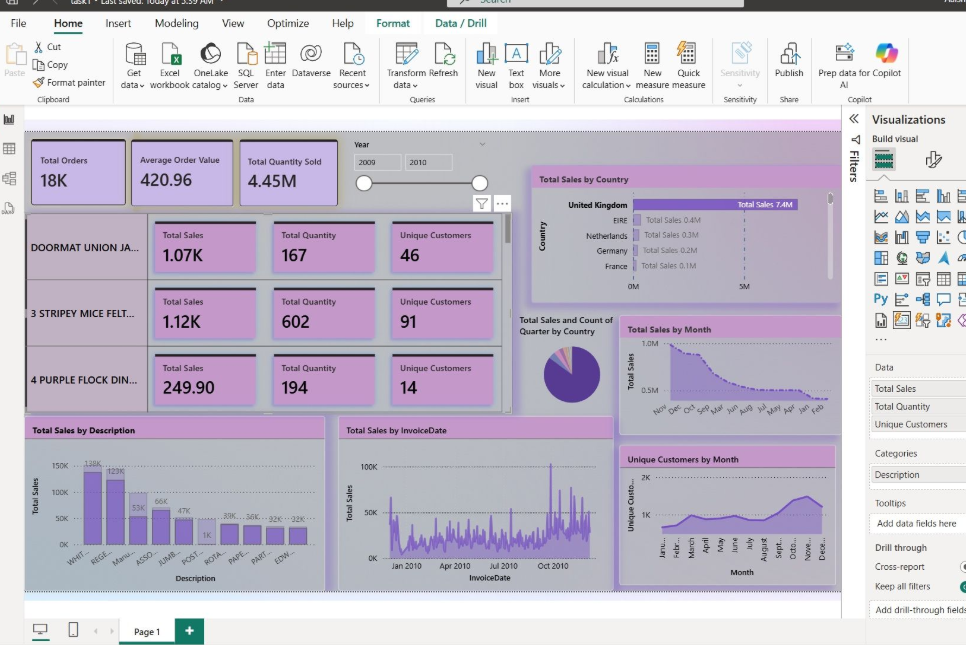 task1 • Last saved: Today at 5:59 AM
Search
File Home Insert Modeling View Optimize Help Format Data / Drill
Paste
Cut
Copy
Format painter
Clipboard
Get data
Excel workbook
OneLake catalog
SQL Server
Enter data
Dataverse
Recent sources
Data
Transform data
Refresh
Queries
New visual
Text box
More visuals
Insert
New visual calculation
New measure
Quick measure
Calculations
Sensitivity
Sensitivity
Publish
Share
Prep data for AI
Copilot
Copilot
Total Orders
18K
Average Order Value
420.96
Total Quantity Sold
4.45M
Year
2009 2010
DOORMAT UNION JA...
Total Sales
1.07K
Total Quantity
167
Unique Customers
46
3 STRIPEY MICE FELT...
Total Sales
1.12K
Total Quantity
602
Unique Customers
91
4 PURPLE FLOCK DIN...
Total Sales
249.90
Total Quantity
194
Unique Customers
14
Total Sales by Country
Country
United Kingdom Total Sales 7.4M
EIRE Total Sales 0.4M
Netherlands Total Sales 0.3M
Germany Total Sales 0.2M
France Total Sales 0.1M
0M 5M
Total Sales and Count of
Quarter by Country
Total Sales by Month
Total Sales
1.0M
0.5M
Nov Dec Oct Sep Mar Jun Aug Jul May Apr Jan Feb
Total Sales by Description
Total Sales
150K
100K
50K
0K
138K 123K 53K 66K 47K 1K 39K 36K 32K 32K
WHIT... REGE... Manu... ASSO... JUMB... POST... ROTA... PAPE... PART... EDW...
Description
Total Sales by InvoiceDate
Total Sales
100K
50K
0K
Jan 2010 Apr 2010 Jul 2010 Oct 2010
InvoiceDate
Unique Customers by Month
Unique Custo...
2K
1K
Janu... Febr... March April May June July August Sept... Octo... Nove... Dece...
Month
Filters
Visualizations
Build visual
Py
Data
Total Sales
Total Quantity
Unique Customers
Categories
Description
Tooltips
Add data fields here
Drill through
Cross-report
Keep all filters
Add drill-through fields
Page 1